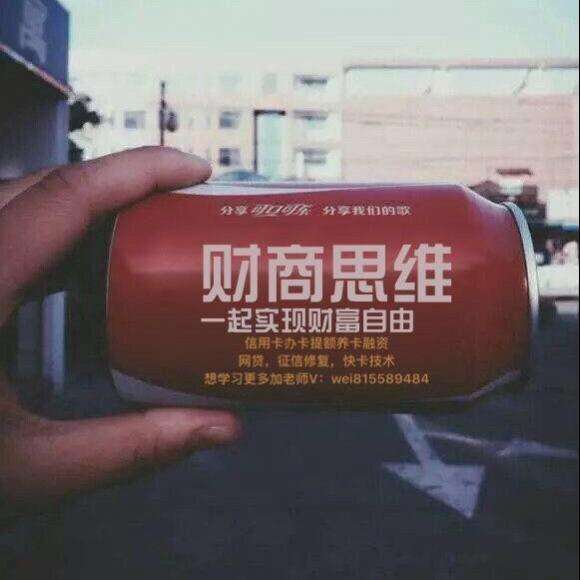 分享 可口可乐 分享我们的歌
财商思维
一起实现财富自由
信用卡办卡提额养卡融资
网贷，征信修复，快卡技术
想学习更多加老师V：wei815589484